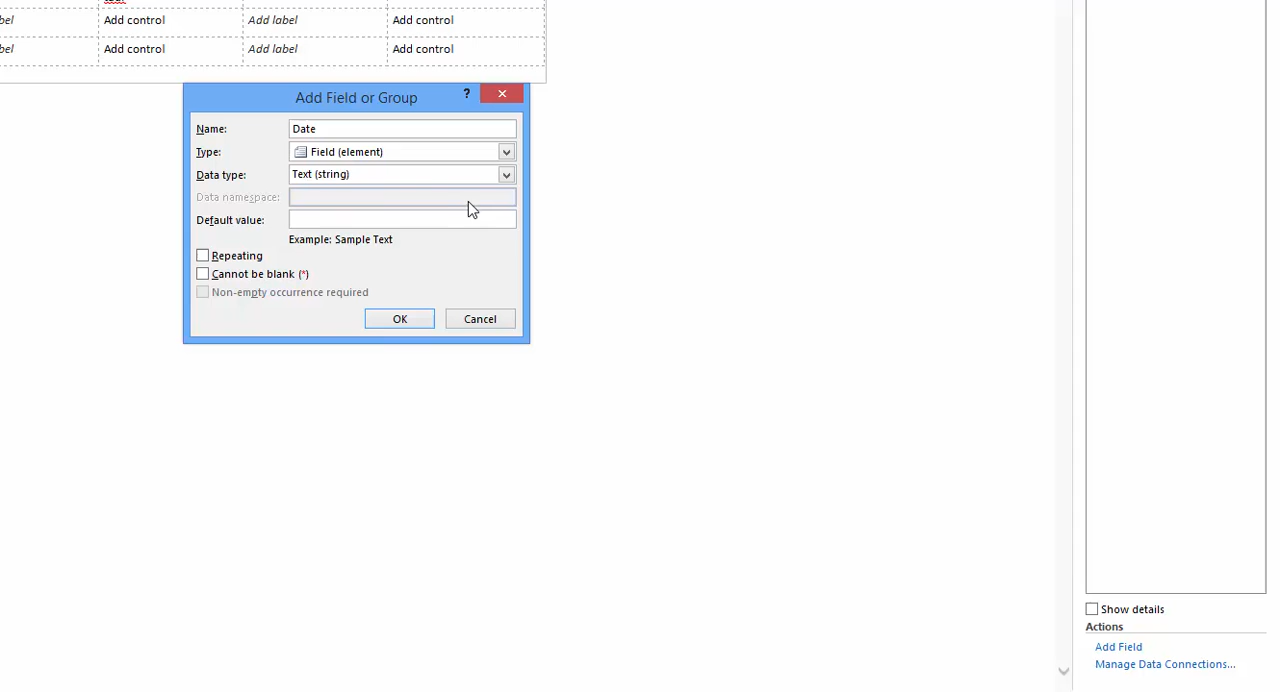 Add control Add label Add control
Add control Add label Add control
Add Field or Group ?
Name: Date
Type: Field (element)
Data type: Text (string)
Data namespace:
Default value:
Example: Sample Text
Repeating
Cannot be blank (*)
Non-empty occurrence required
OK Cancel
Show details
Actions
Add Field
Manage Data Connections...